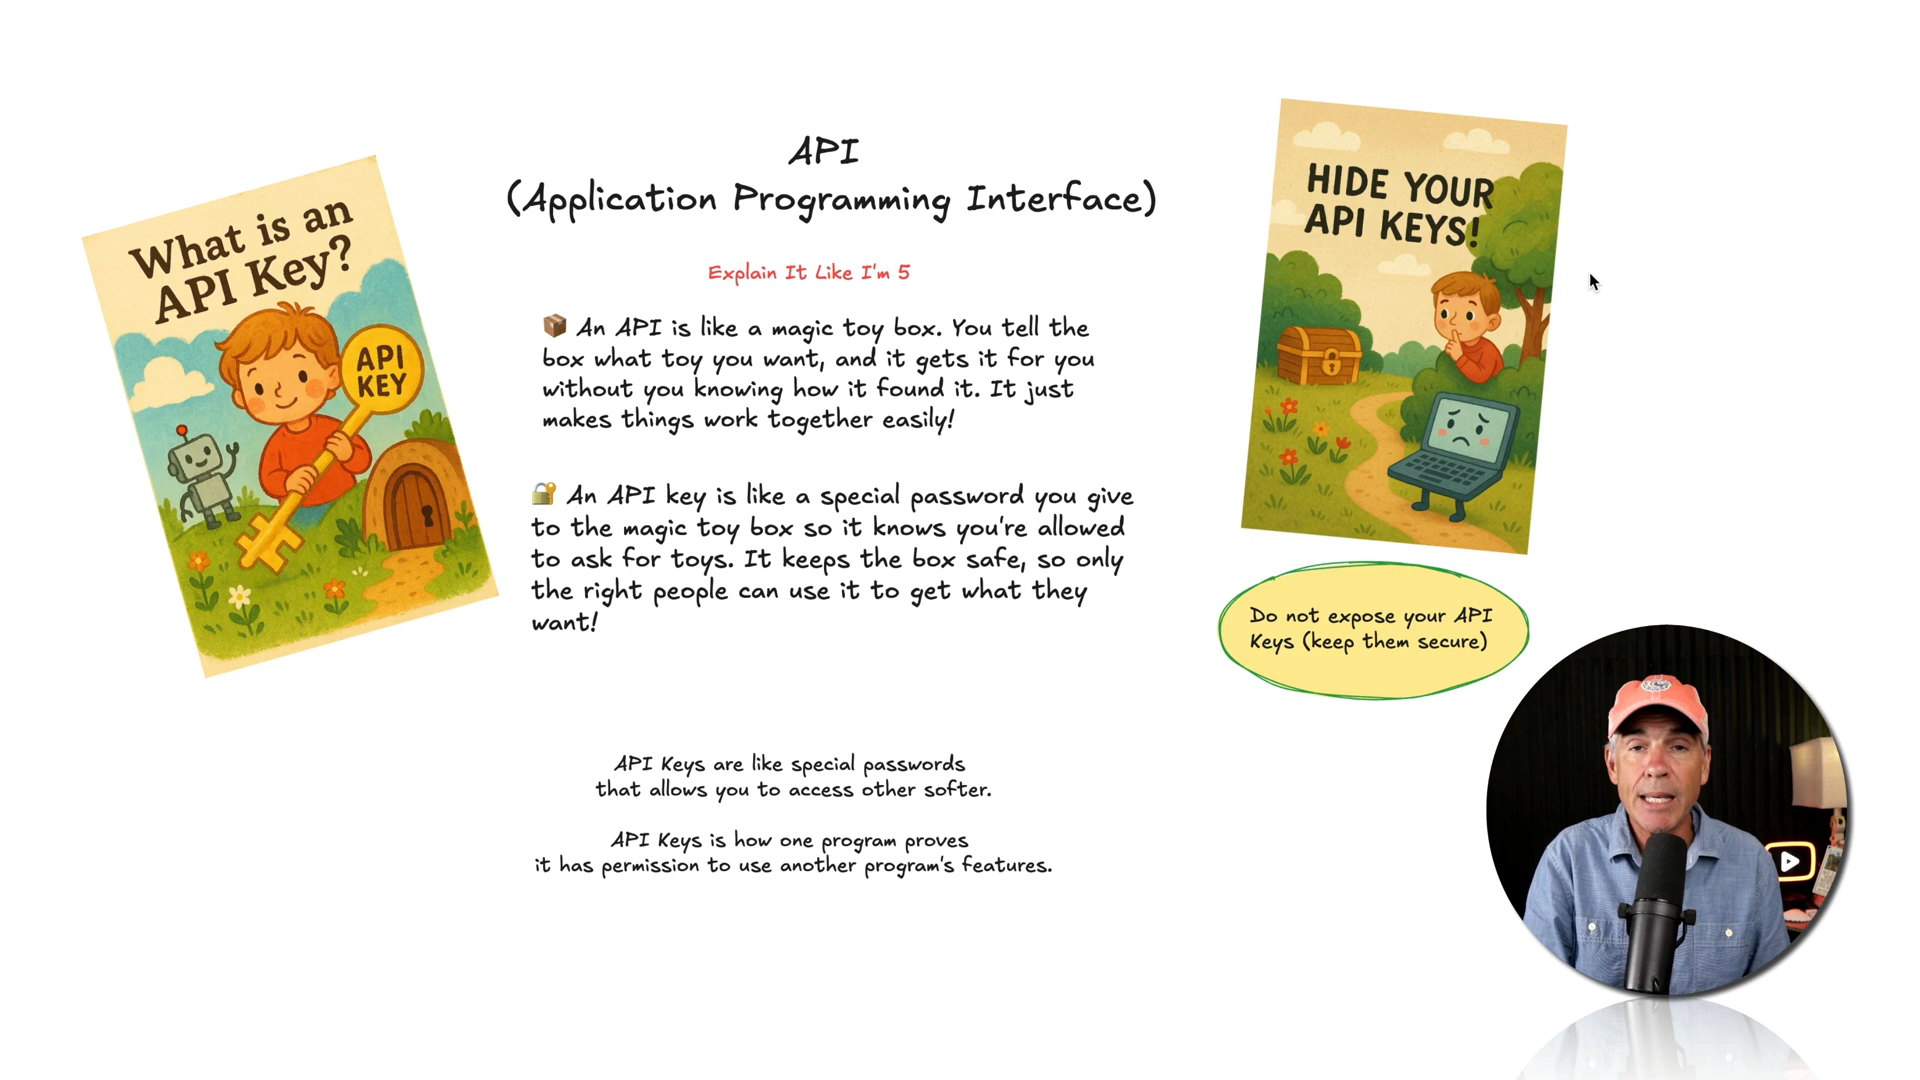 What is an
API Key?
API
KEY
API
(Application Programming Interface)
Explain It Like I'm 5
📦 An API is like a magic toy box. You tell the
box what toy you want, and it gets it for you
without you knowing how it found it. It just
makes things work together easily!
🔐 An API key is like a special password you give
to the magic toy box so it knows you're allowed
to ask for toys. It keeps the box safe, so only
the right people can use it to get what they
want!
API Keys are like special passwords
that allows you to access other softer.
API Keys is how one program proves
it has permission to use another program's features.
HIDE YOUR
API KEYS!
Do not expose your API
Keys (keep them secure)